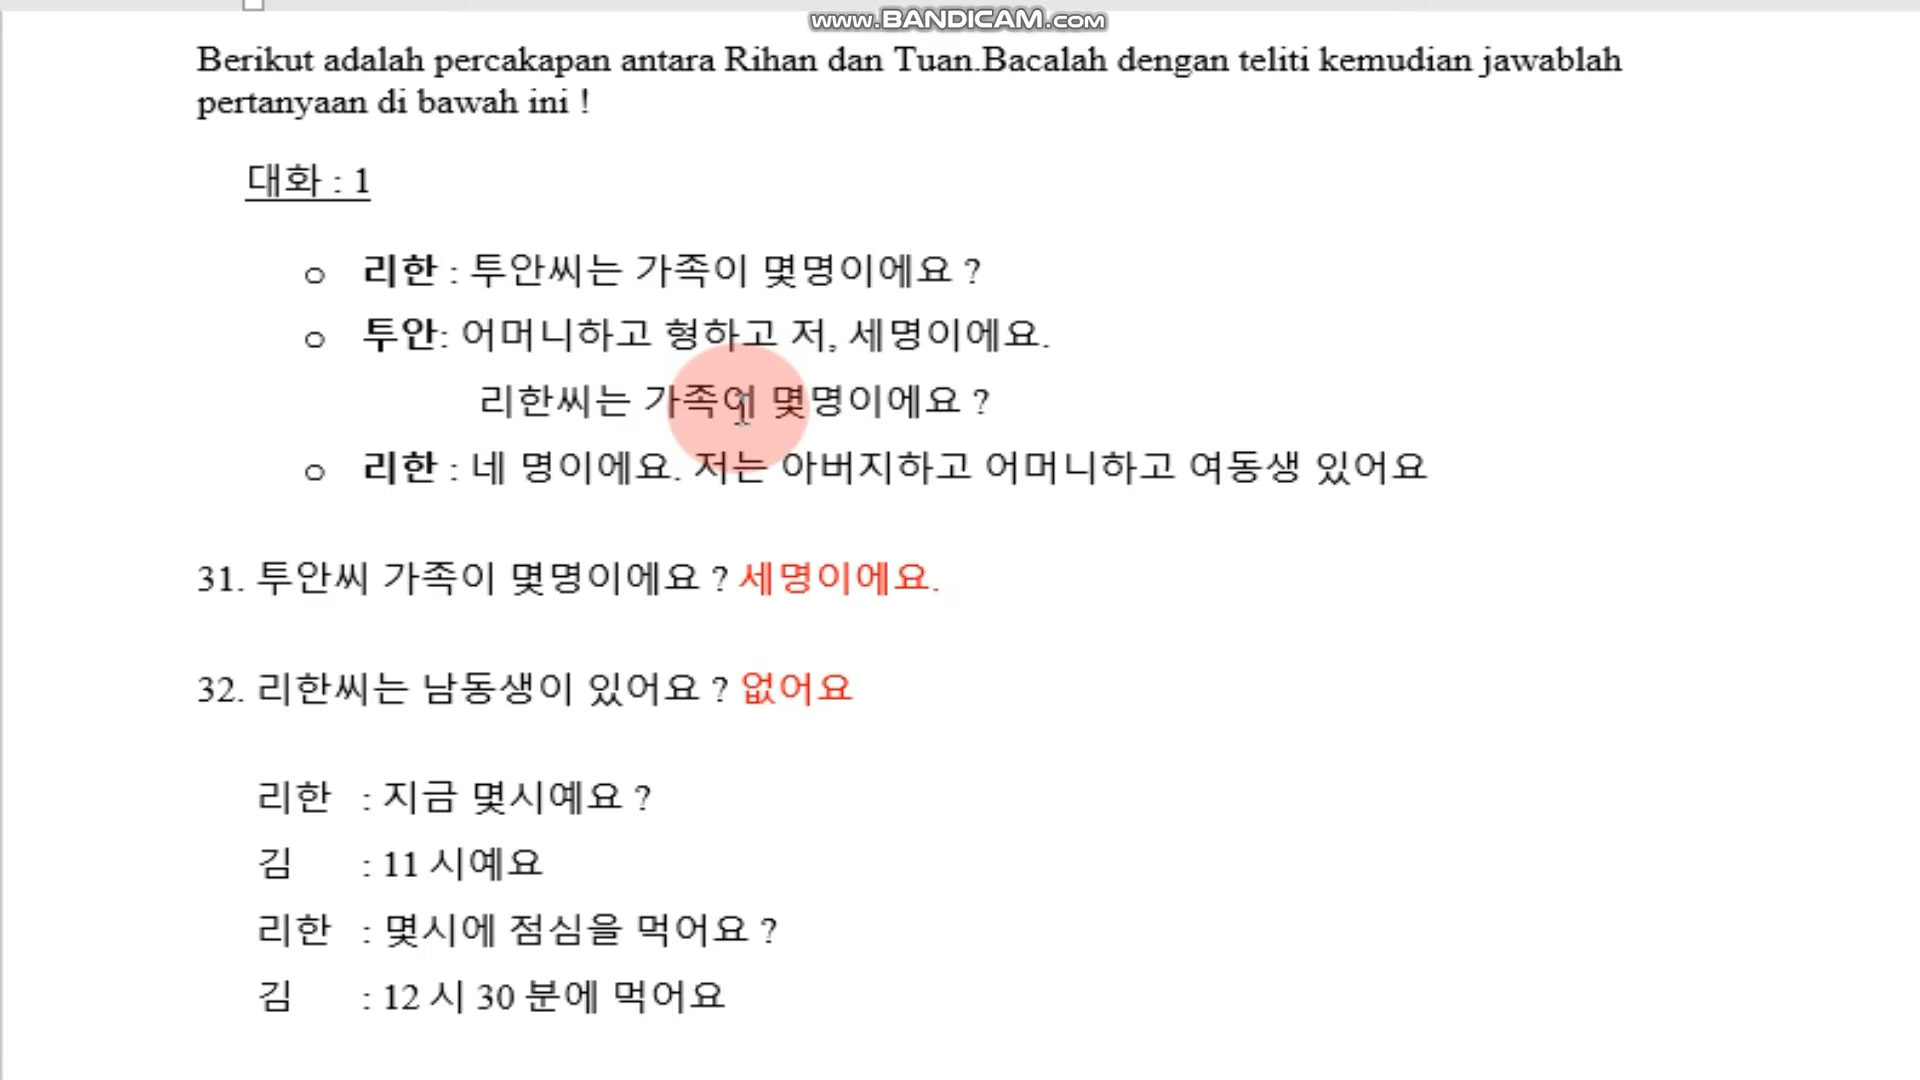 www.BANDICAM.com
Berikut adalah percakapan antara Rihan dan Tuan.Bacalah dengan teliti kemudian jawablah
pertanyaan di bawah ini !
대화 : 1
o 리한 : 투안씨는 가족이 몇명이에요 ?
o 투안: 어머니하고 형하고 저, 세명이에요.
리한씨는 가족이 몇명이에요 ?
o 리한 : 네 명이에요. 저는 아버지하고 어머니하고 여동생 있어요
31. 투안씨 가족이 몇명이에요 ? 세명이에요.
32. 리한씨는 남동생이 있어요 ? 없어요
리한 : 지금 몇시예요 ?
김 : 11 시예요
리한 : 몇시에 점심을 먹어요 ?
김 : 12 시 30 분에 먹어요